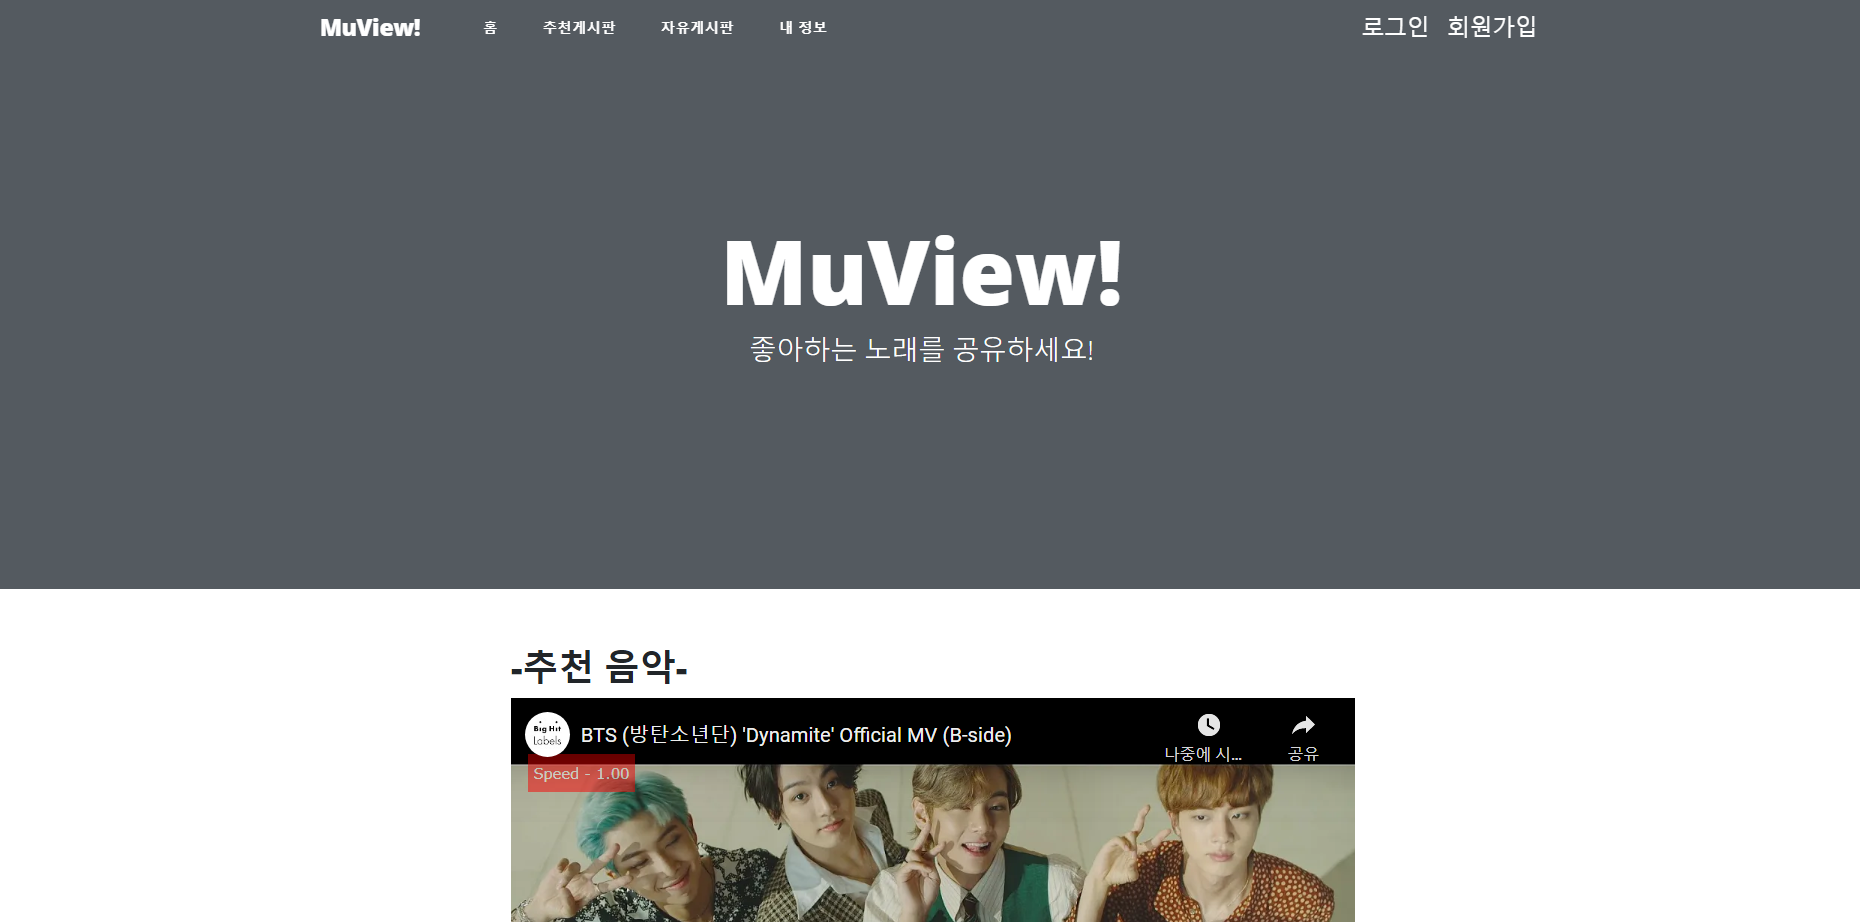 MuView! 홈 추천게시판 자유게시판 내 정보 로그인 회원가입
MuView!
좋아하는 노래를 공유하세요!
-추천 음악-
Big Hit
Labels
BTS (방탄소년단) 'Dynamite' Official MV (B-side)
나중에 시... 공유
Speed - 1.00